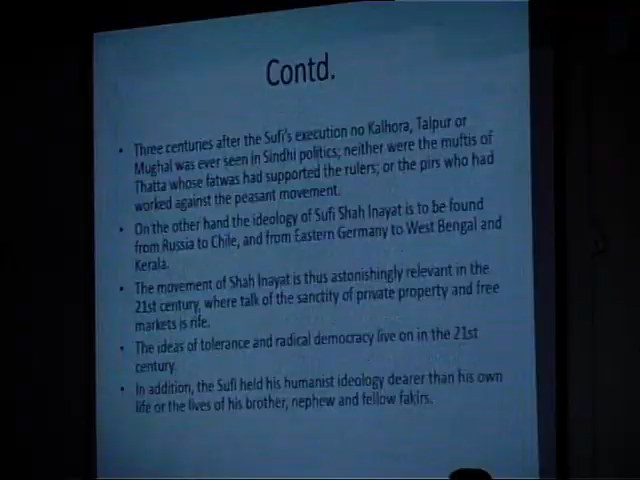 Contd.
• Three centuries after the Sufi's execution no Kalhora, Talpur or
Mughal was ever seen in Sindhi politics; neither were the muftis of
Thatta whose fatwas had supported the rulers; or the pirs who had
worked against the peasant movement.
• On the other hand the ideology of Sufi Shah Inayat is to be found
from Russia to Chile, and from Eastern Germany to West Bengal and
Kerala.
• The movement of Shah Inayat is thus astonishingly relevant in the
21st century, where talk of the sanctity of private property and free
markets is rife.
• The ideas of tolerance and radical democracy live on in the 21st
century.
• In addition, the Sufi held his humanist ideology dearer than his own
life or the lives of his brother, nephew and fellow fakirs.